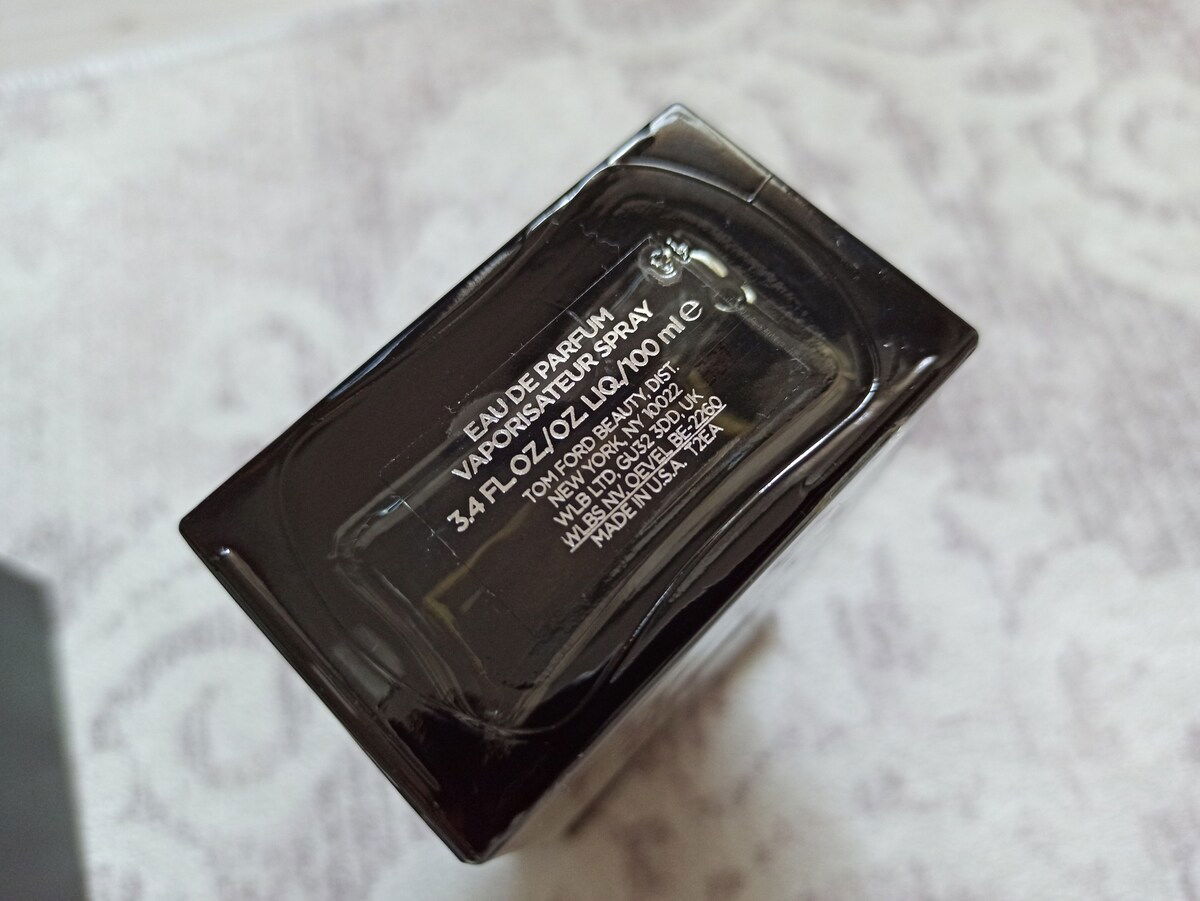 EAU DE PARFUM
VAPORISATEUR SPRAY
3.4 FL.OZ./OZ. LIQ./100 ml ℮
TOM FORD BEAUTY, DIST.
NEW YORK, NY 10022
WLB LTD, GU32 3DD, UK
WLBS NV, OEVEL BE-2260
MADE IN U.S.A. T2EA